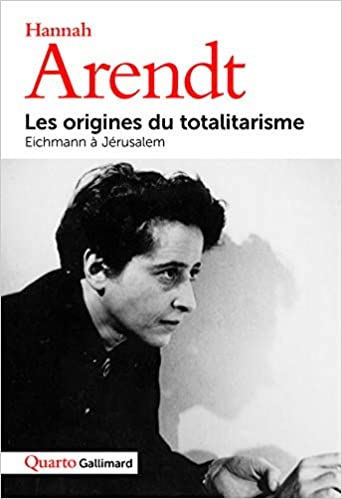 Hannah
Arendt
Les origines du totalitarisme
Eichmann à Jérusalem
Quarto Gallimard